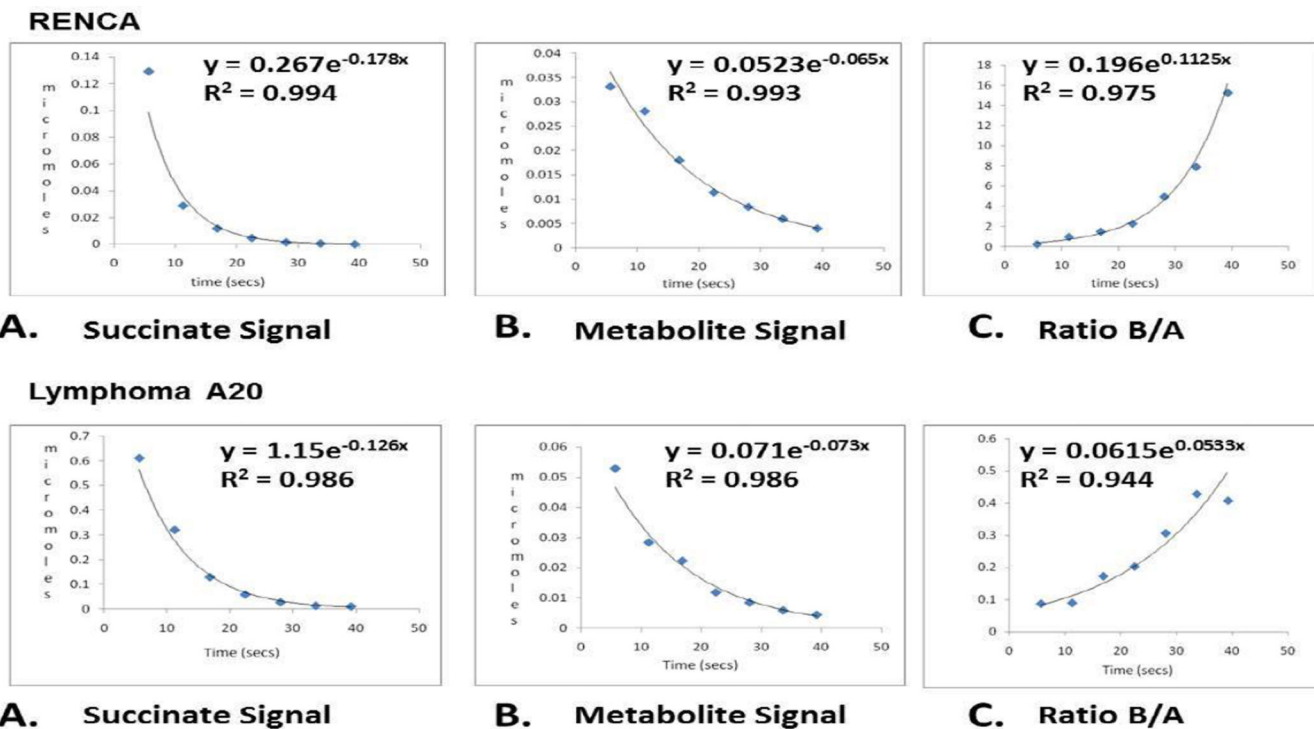 RENCA
y = 0.267e^-0.178x
R² = 0.994
micromoles
0.14
0.12
0.1
0.08
0.06
0.04
0.02
0
0 10 20 30 40 50
time (secs)
y = 0.0523e^-0.065x
R² = 0.993
micromoles
0.04
0.035
0.03
0.025
0.02
0.015
0.01
0.005
0
0 10 20 30 40 50
time (secs)
y = 0.196e^0.1125x
R² = 0.975
18
16
14
12
10
8
6
4
2
0
0 10 20 30 40 50
time (secs)
A. Succinate Signal
B. Metabolite Signal
C. Ratio B/A
Lymphoma A20
y = 1.15e^-0.126x
R² = 0.986
micromoles
0.7
0.6
0.5
0.4
0.3
0.2
0.1
0
0 10 20 30 40 50
Time (secs)
y = 0.071e^-0.073x
R² = 0.986
micromoles
0.06
0.05
0.04
0.03
0.02
0.01
0
0 10 20 30 40 50
Time (secs)
y = 0.0615e^0.0533x
R² = 0.944
0.6
0.5
0.4
0.3
0.2
0.1
0
0 10 20 30 40 50
Time (secs)
A. Succinate Signal
B. Metabolite Signal
C. Ratio B/A